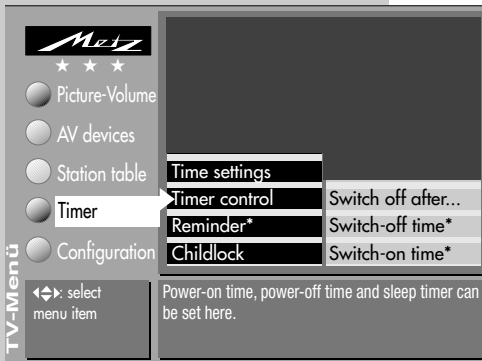 Metz
Picture-Volume
AV devices
Station table
Timer
Configuration
TV-Menü
Time settings
Timer control
Reminder*
Childlock
Switch off after...
Switch-off time*
Switch-on time*
: select
menu item
Power-on time, power-off time and sleep timer can
be set here.